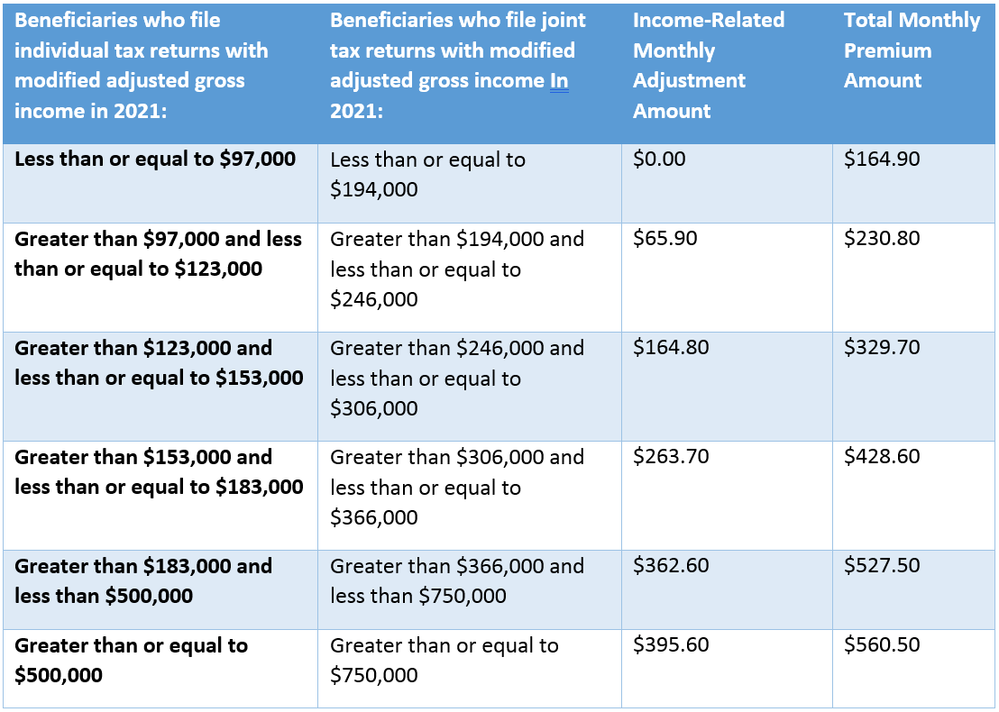 Beneficiaries who file
individual tax returns with
modified adjusted gross
income in 2021:
Beneficiaries who file joint
tax returns with modified
adjusted gross income In
2021:
Income-Related
Monthly
Adjustment
Amount
Total Monthly
Premium
Amount
Less than or equal to $97,000
Less than or equal to
$194,000
$0.00
$164.90
Greater than $97,000 and less
than or equal to $123,000
Greater than $194,000 and
less than or equal to
$246,000
$65.90
$230.80
Greater than $123,000 and
less than or equal to $153,000
Greater than $246,000 and
less than or equal to
$306,000
$164.80
$329.70
Greater than $153,000 and
less than or equal to $183,000
Greater than $306,000 and
less than or equal to
$366,000
$263.70
$428.60
Greater than $183,000 and
less than $500,000
Greater than $366,000 and
less than $750,000
$362.60
$527.50
Greater than or equal to
$500,000
Greater than or equal to
$750,000
$395.60
$560.50